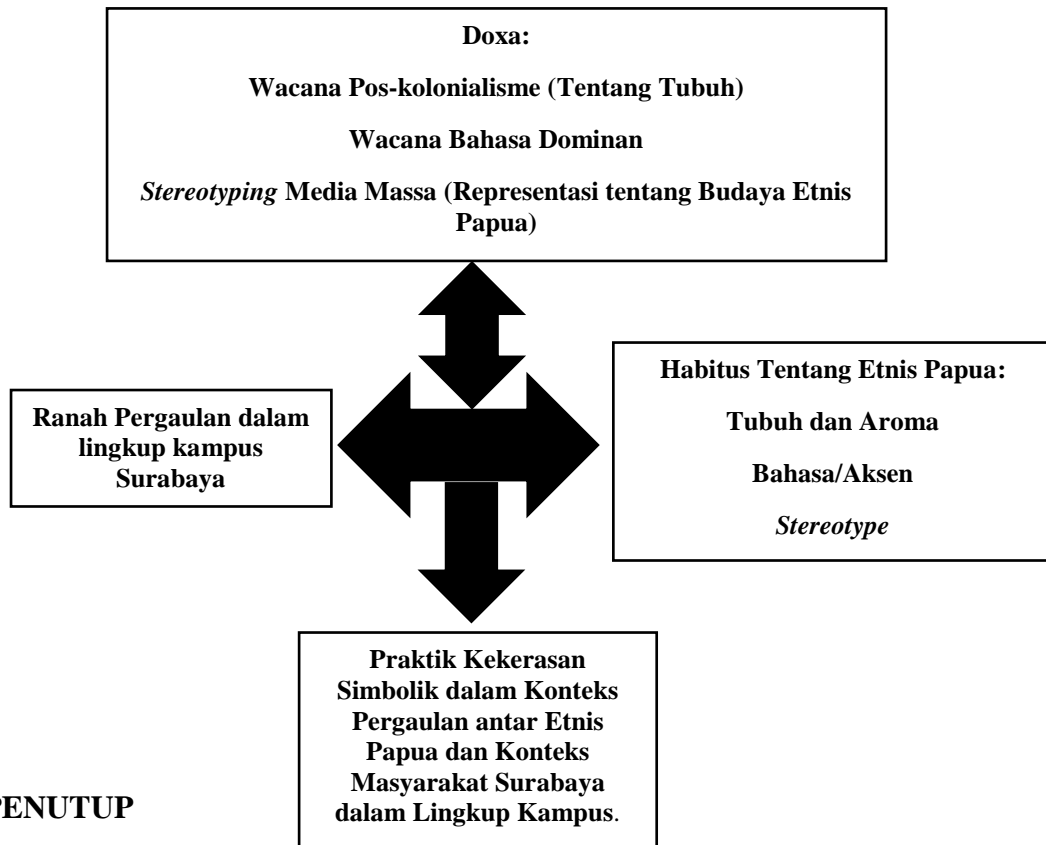 Doxa:
Wacana Pos-kolonialisme (Tentang Tubuh)
Wacana Bahasa Dominan
Stereotyping Media Massa (Representasi tentang Budaya Etnis
Papua)
Ranah Pergaulan dalam
lingkup kampus
Surabaya
Habitus Tentang Etnis Papua:
Tubuh dan Aroma
Bahasa/Aksen
Stereotype
Praktik Kekerasan
Simbolik dalam Konteks
Pergaulan antar Etnis
Papua dan Konteks
Masyarakat Surabaya
dalam Lingkup Kampus.
PENUTUP